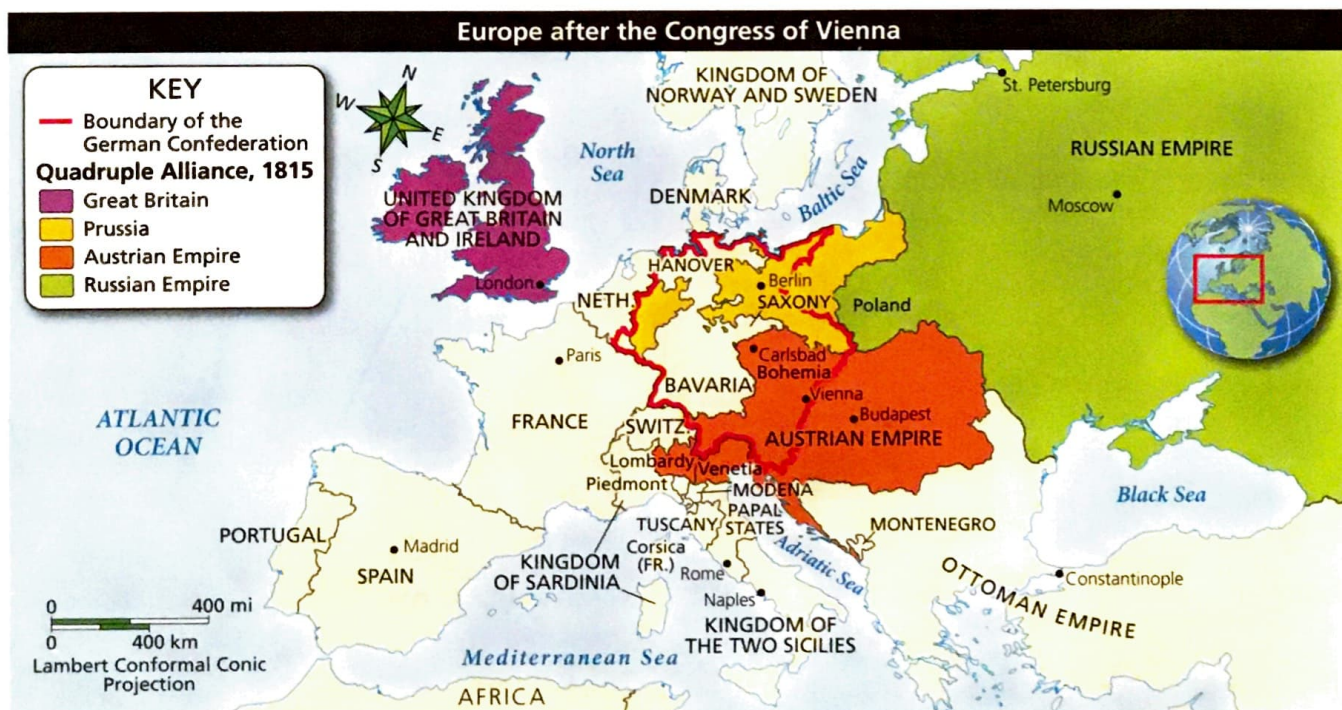 Europe after the Congress of Vienna
KEY
Boundary of the
German Confederation
Quadruple Alliance, 1815
Great Britain
Prussia
Austrian Empire
Russian Empire
N
W
E
S
KINGDOM OF
NORWAY AND SWEDEN
St. Petersburg
RUSSIAN EMPIRE
Moscow
North
Sea
Baltic Sea
DENMARK
UNITED KINGDOM
OF GREAT BRITAIN
AND IRELAND
London
HANOVER
Berlin
NETH.
SAXONY
Poland
Paris
Carlsbad
Bohemia
BAVARIA
Vienna
Budapest
ATLANTIC
OCEAN
FRANCE
SWITZ.
AUSTRIAN EMPIRE
Lombardy
Venetia
Piedmont
MODENA
PAPAL
STATES
TUSCANY
Black Sea
MONTENEGRO
PORTUGAL
Madrid
SPAIN
KINGDOM
OF SARDINIA
Corsica
(FR.)
Adriatic Sea
Rome
Naples
OTTOMAN EMPIRE
Constantinople
KINGDOM OF
THE TWO SICILIES
0 400 mi
0 400 km
Lambert Conformal Conic
Projection
Mediterranean Sea
AFRICA